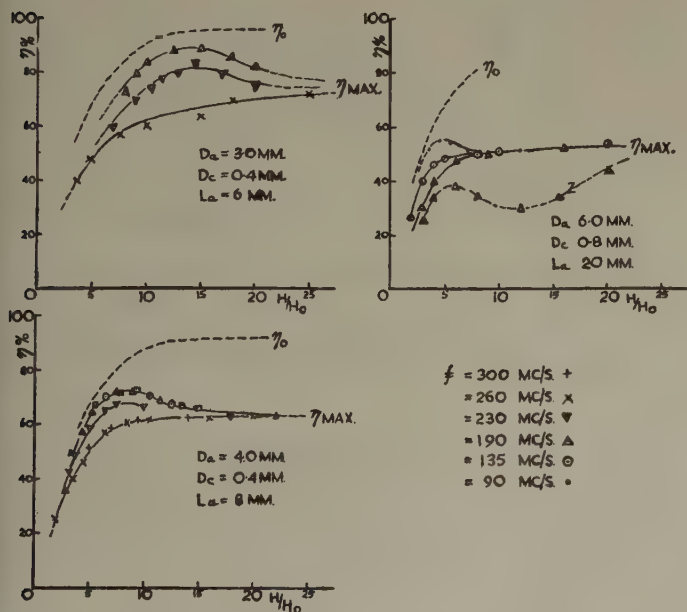 100
η%
80
60
40
20
0
5
10
15
20
25
H/H₀
η₀
ηMAX.
Da = 3.0 MM.
Dc = 0.4 MM.
La = 6 MM.
100
η%
80
60
40
20
0
5
10
15
20
25
H/H₀
η₀
ηMAX.
Z
Da 6.0 MM.
Dc 0.8 MM.
La 20 MM.
100
η%
80
60
40
20
0
5
10
15
20
25
H/H₀
η₀
ηMAX.
Da = 4.0 MM.
Dc = 0.4 MM.
La = 8 MM.
f = 300 MC/S. +
= 260 MC/S. ×
= 230 MC/S. ▼
= 190 MC/S. ▲
= 135 MC/S. ⊙
= 90 MC/S. •